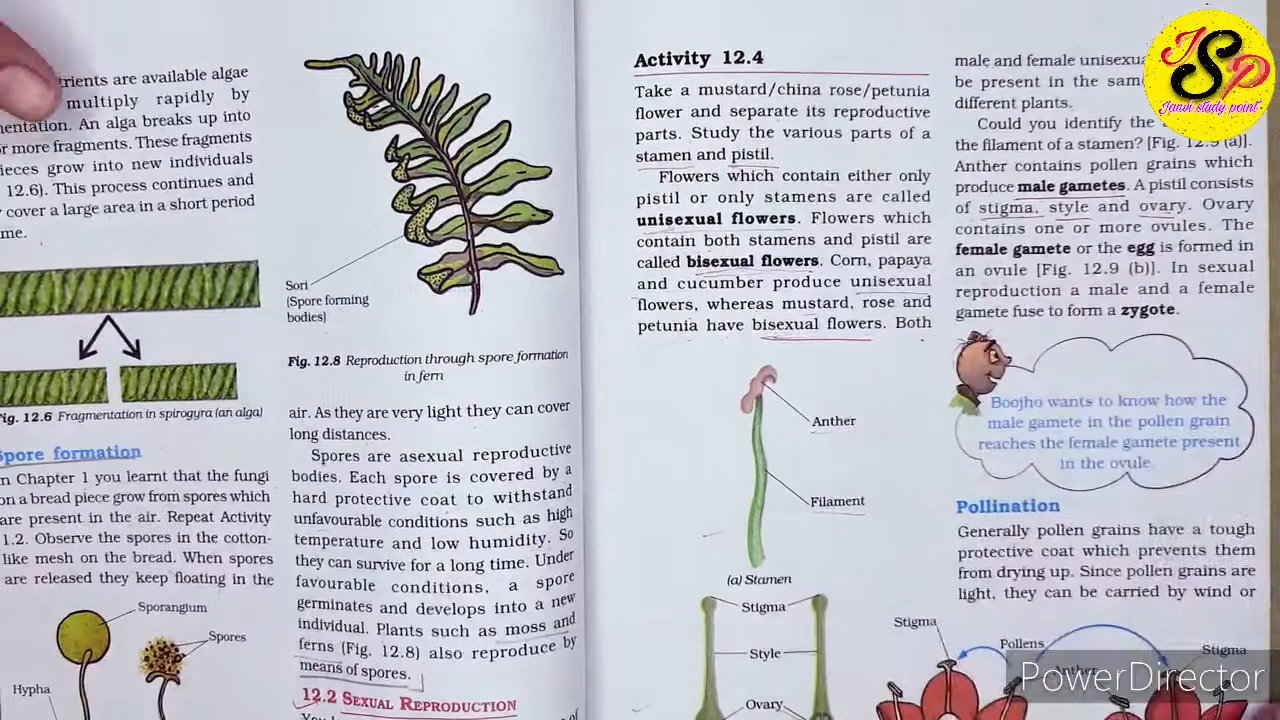 trients are available algae
multiply rapidly by
mentation. An alga breaks up into
or more fragments. These fragments
ieces grow into new individuals
12.6). This process continues and
cover a large area in a short period
me.
ig. 12.6 Fragmentation in spirogyra (an alga)
Spore formation
n Chapter 1 you learnt that the fungi
on a bread piece grow from spores which
are present in the air. Repeat Activity
1.2. Observe the spores in the cotton-
like mesh on the bread. When spores
are released they keep floating in the
Sporangium
Spores
Hypha
Sori
(Spore forming
bodies)
Fig. 12.8 Reproduction through spore formation
in fern
air. As they are very light they can cover
long distances.
Spores are asexual reproductive
bodies. Each spore is covered by a
hard protective coat to withstand
unfavourable conditions such as high
temperature and low humidity. So
they can survive for a long time. Under
favourable conditions, a spore
germinates and develops into a new
individual. Plants such as moss and
ferns (Fig. 12.8) also reproduce by
means of spores.
12.2 SEXUAL REPRODUCTION
Activity 12.4
Take a mustard/china rose/petunia
flower and separate its reproductive
parts. Study the various parts of a
stamen and pistil.
Flowers which contain either only
pistil or only stamens are called
unisexual flowers. Flowers which
contain both stamens and pistil are
called bisexual flowers. Corn, papaya
and cucumber produce unisexual
flowers, whereas mustard, rose and
petunia have bisexual flowers. Both
Anther
Filament
(a) Stamen
Stigma
Style
Ovary
male and female unisexua
be present in the sam
different plants.
Could you identify the
the filament of a stamen? [Fig. 12.9 (a)].
Anther contains pollen grains which
produce male gametes. A pistil consists
of stigma, style and ovary. Ovary
contains one or more ovules. The
female gamete or the egg is formed in
an ovule [Fig. 12.9 (b)]. In sexual
reproduction a male and a female
gamete fuse to form a zygote.
Boojho wants to know how the
male gamete in the pollen grain
reaches the female gamete present
in the ovule.
Pollination
Generally pollen grains have a tough
protective coat which prevents them
from drying up. Since pollen grains are
light, they can be carried by wind or
Stigma
Pollens
Anther
Stigma
JSP
Janvi study point
PowerDirector